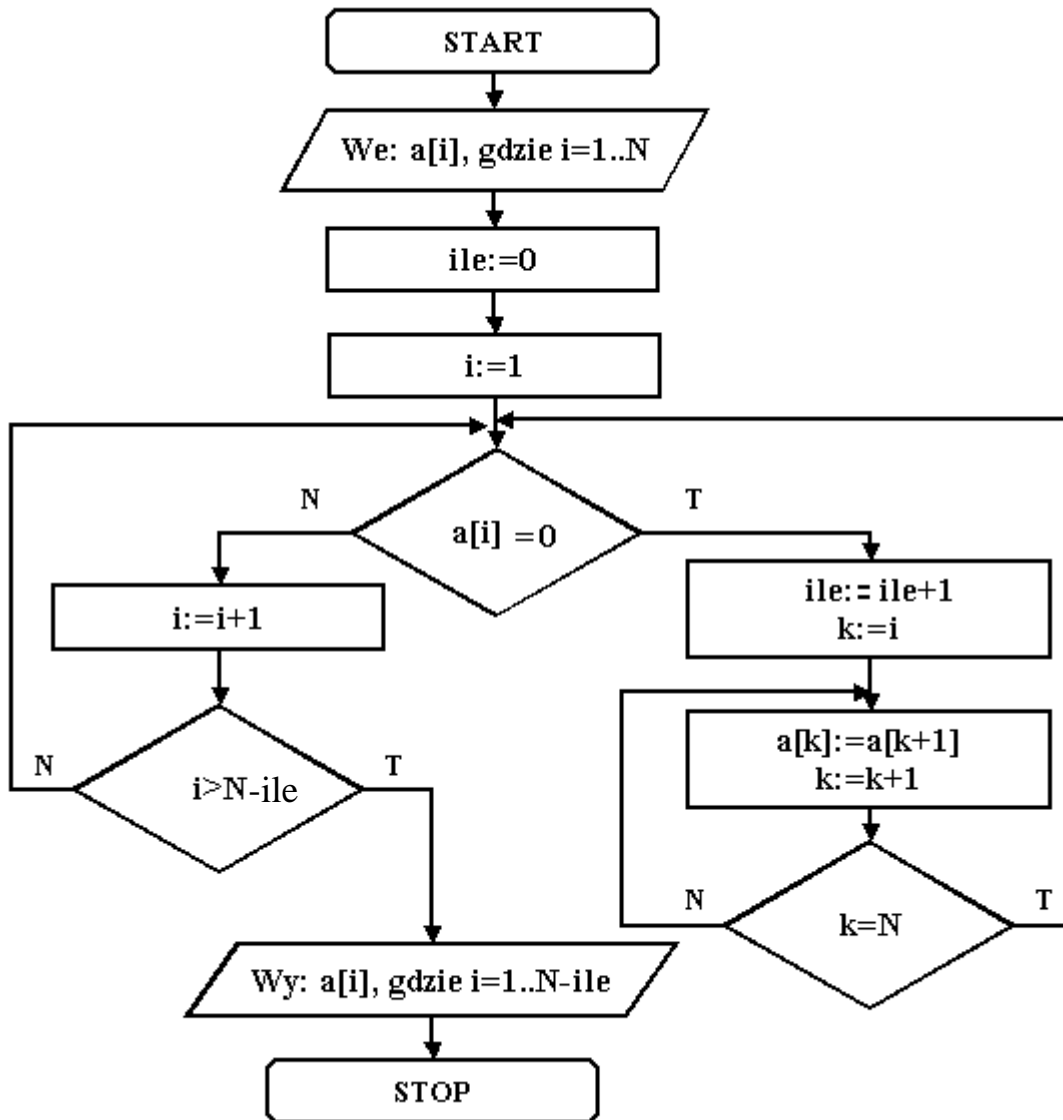 START
We: a[i], gdzie i=1..N
ile:=0
i:=1
N
T
a[i] =0
i:=i+1
ile:= ile+1
k:=i
N
T
i>N-ile
a[k]:=a[k+1]
k:=k+1
N
T
k=N
Wy: a[i], gdzie i=1..N-ile
STOP